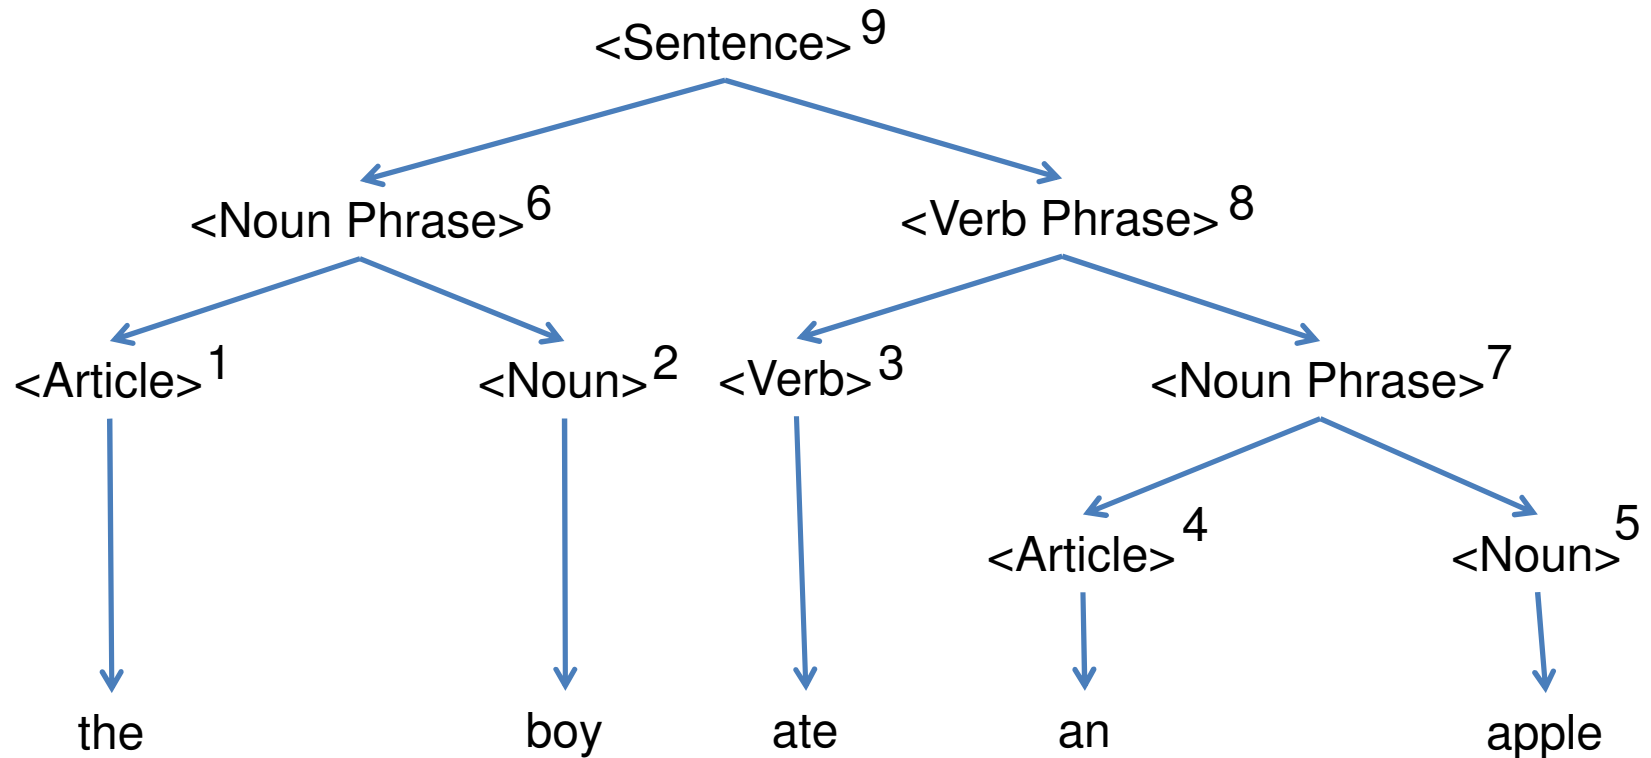 <Sentence> 9
<Noun Phrase> 6 <Verb Phrase> 8
<Article> 1 <Noun> 2 <Verb> 3 <Noun Phrase> 7
<Article> 4 <Noun> 5
the boy ate an apple